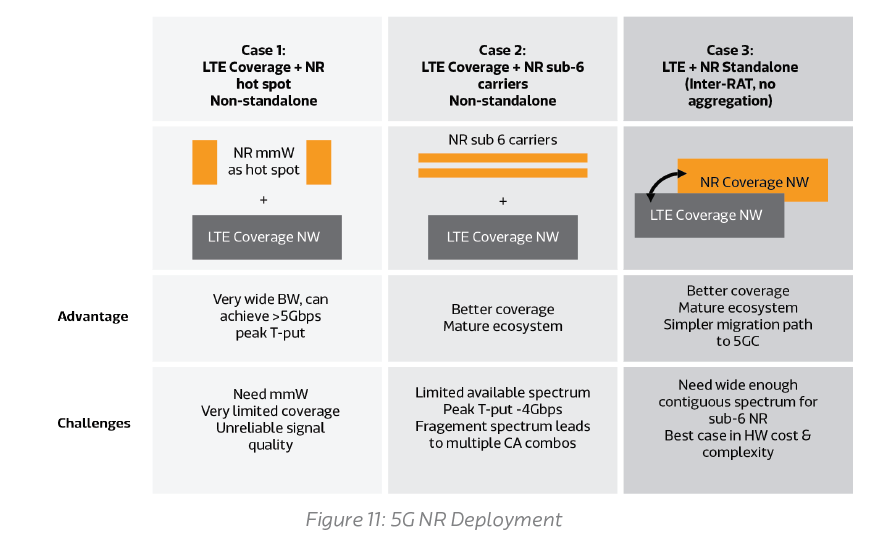 Case 1:
LTE Coverage + NR
hot spot
Non-standalone
Case 2:
LTE Coverage + NR sub-6
carriers
Non-standalone
Case 3:
LTE + NR Standalone
(Inter-RAT, no
aggregation)
NR mmW
as hot spot
+
LTE Coverage NW
NR sub 6 carriers
+
LTE Coverage NW
NR Coverage NW
LTE Coverage NW
Advantage
Very wide BW, can
achieve >5Gbps
peak T-put
Better coverage
Mature ecosystem
Better coverage
Mature ecosystem
Simpler migration path
to 5GC
Challenges
Need mmW
Very limited coverage
Unreliable signal
quality
Limited available spectrum
Peak T-put -4Gbps
Fragement spectrum leads
to multiple CA combos
Need wide enough
contiguous spectrum for
sub-6 NR
Best case in HW cost &
complexity
Figure 11: 5G NR Deployment